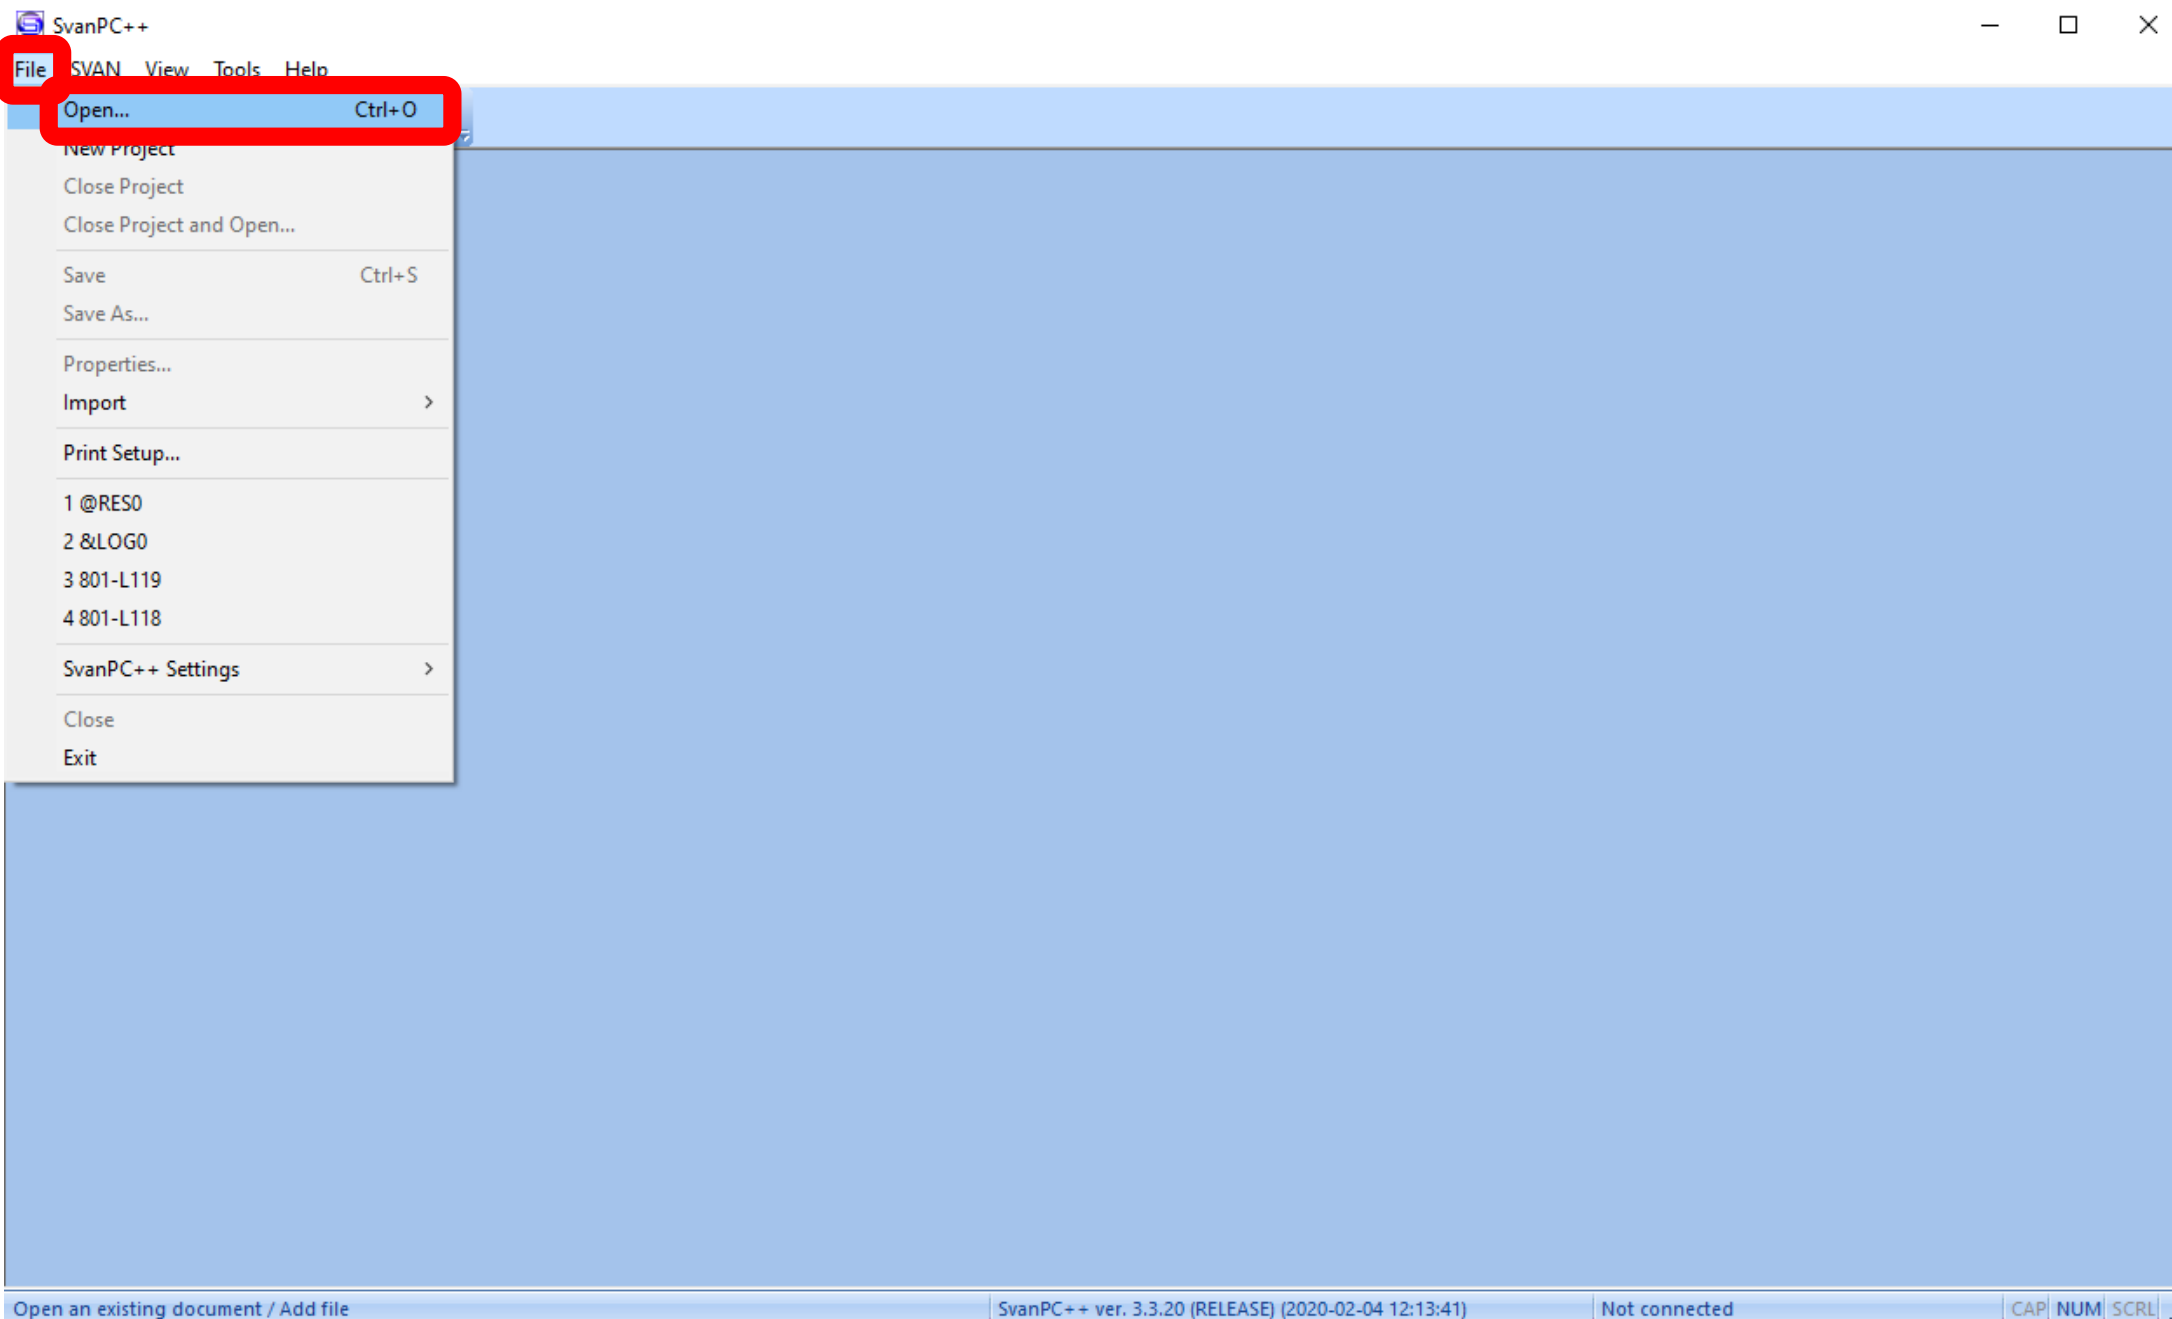 SvanPC++
File SVAN View Tools Help
Open... Ctrl+O
New Project
Close Project
Close Project and Open...
Save Ctrl+S
Save As...
Properties...
Import
Print Setup...
1 @RES0
2 &LOG0
3 801-L119
4 801-L118
SvanPC++ Settings
Close
Exit
Open an existing document / Add file SvanPC++ ver. 3.3.20 (RELEASE) (2020-02-04 12:13:41) Not connected CAP NUM SCRL